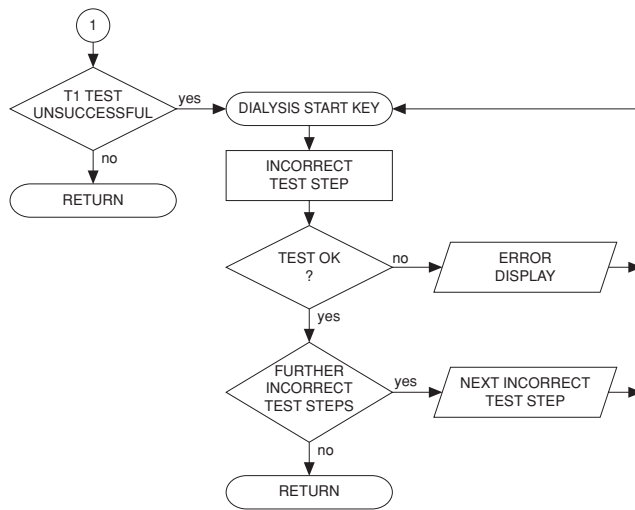 1
T1 TEST
UNSUCCESSFUL
yes
DIALYSIS START KEY
no
RETURN
INCORRECT
TEST STEP
TEST OK
?
no
ERROR
DISPLAY
yes
FURTHER
INCORRECT
TEST STEPS
yes
NEXT INCORRECT
TEST STEP
no
RETURN